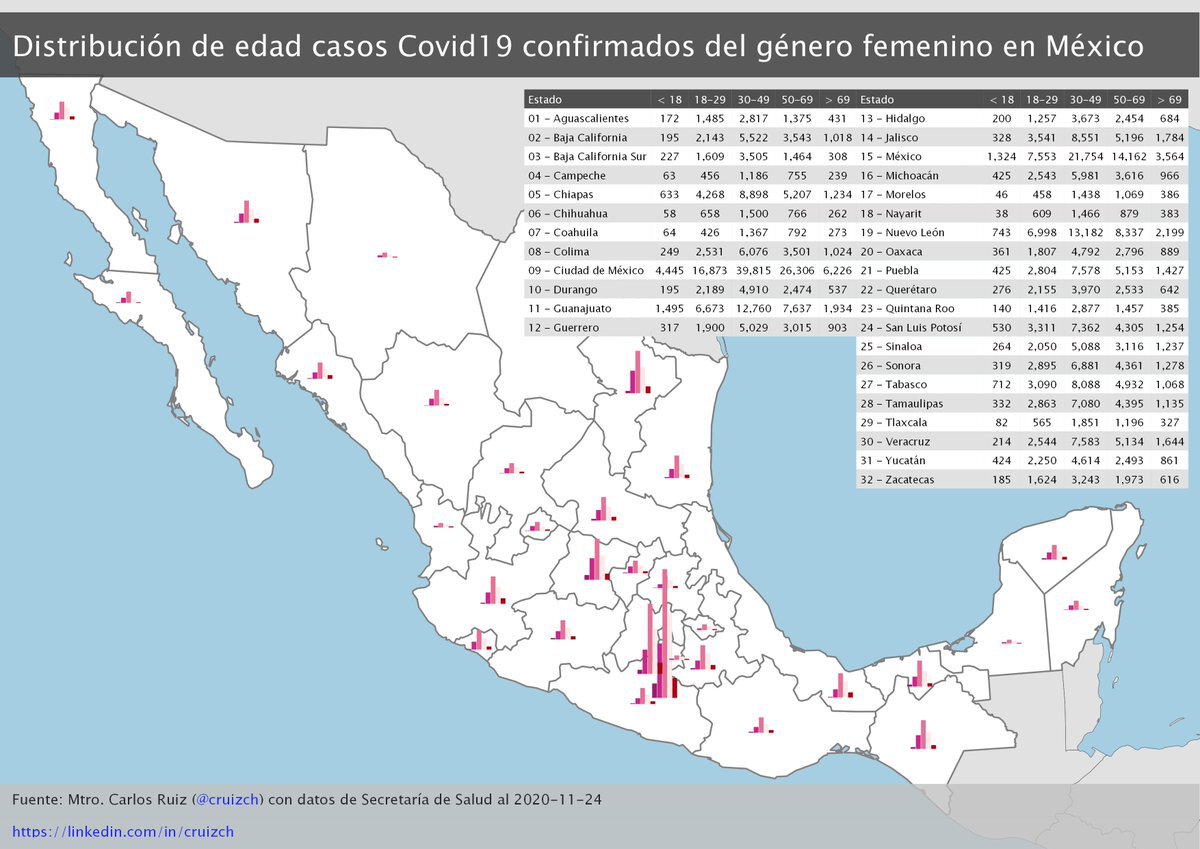 Distribución de edad casos Covid19 confirmados del género femenino en México
Estado < 18 18-29 30-49 50-69 > 69
01 - Aguascalientes 172 1,485 2,817 1,375 431
02 - Baja California 195 2,143 5,522 3,543 1,018
03 - Baja California Sur 227 1,609 3,505 1,464 308
04 - Campeche 63 456 1,186 755 239
05 - Chiapas 633 4,268 8,898 5,207 1,234
06 - Chihuahua 58 658 1,500 766 262
07 - Coahuila 64 426 1,367 792 273
08 - Colima 249 2,531 6,076 3,501 1,024
09 - Ciudad de México 4,445 16,873 39,815 26,306 6,226
10 - Durango 195 2,189 4,910 2,474 537
11 - Guanajuato 1,495 6,673 12,760 7,637 1,934
12 - Guerrero 317 1,900 5,029 3,015 903
Estado < 18 18-29 30-49 50-69 > 69
13 - Hidalgo 200 1,257 3,673 2,454 684
14 - Jalisco 328 3,541 8,551 5,196 1,784
15 - México 1,324 7,553 21,754 14,162 3,564
16 - Michoacán 425 2,543 5,981 3,616 966
17 - Morelos 46 458 1,438 1,069 386
18 - Nayarit 38 609 1,466 879 383
19 - Nuevo León 743 6,998 13,182 8,337 2,199
20 - Oaxaca 361 1,807 4,792 2,796 889
21 - Puebla 425 2,804 7,578 5,153 1,427
22 - Querétaro 276 2,155 3,970 2,533 642
23 - Quintana Roo 140 1,416 2,877 1,457 385
24 - San Luis Potosí 530 3,311 7,362 4,305 1,254
25 - Sinaloa 264 2,050 5,088 3,116 1,237
26 - Sonora 319 2,895 6,881 4,361 1,278
27 - Tabasco 712 3,090 8,088 4,932 1,068
28 - Tamaulipas 332 2,863 7,080 4,395 1,135
29 - Tlaxcala 82 565 1,851 1,196 327
30 - Veracruz 214 2,544 7,583 5,134 1,644
31 - Yucatán 424 2,250 4,614 2,493 861
32 - Zacatecas 185 1,624 3,243 1,973 616
Fuente: Mtro. Carlos Ruiz (@cruizch) con datos de Secretaría de Salud al 2020-11-24
https://linkedin.com/in/cruizch